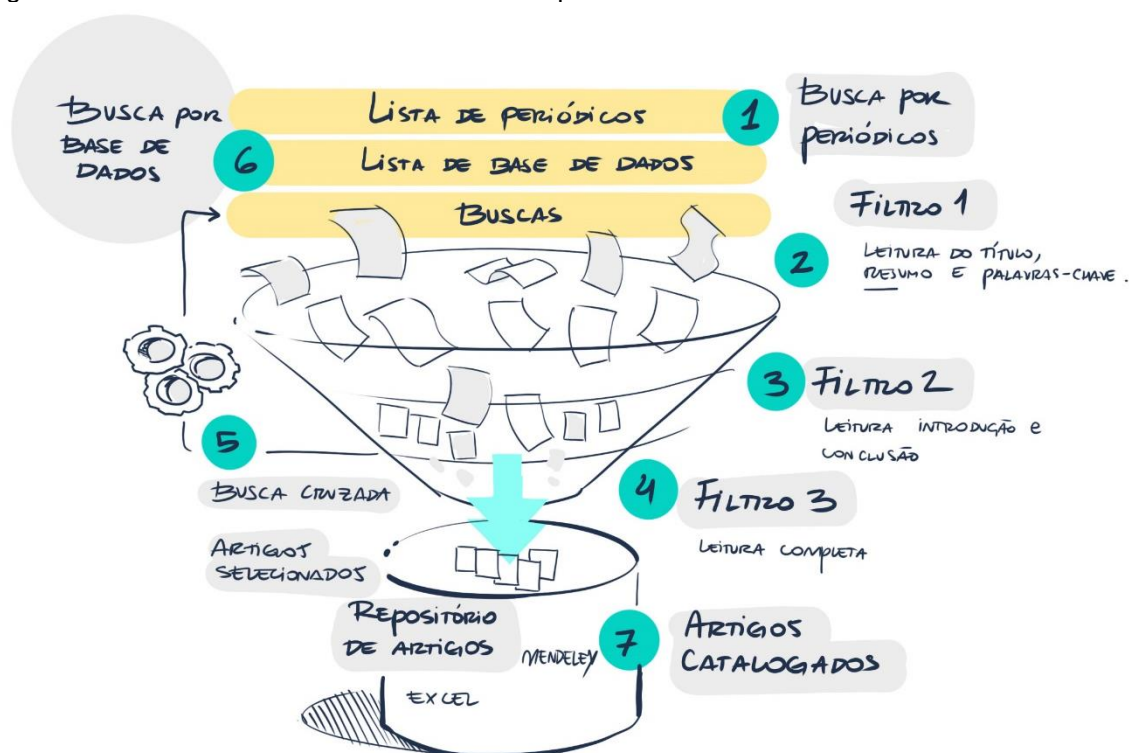 Busca por
Base de
Dados
Lista de periódicos
1
Busca por
periódicos
6
Lista de base de dados
Buscas
Filtro 1
2
Leitura do título,
resumo e palavras-chave.
3
Filtro 2
Leitura introdução e
conclusão
5
Busca cruzada
4
Filtro 3
Leitura completa
Artigos
selecionados
Repositório
de artigos
Mendeley
7
Artigos
catalogados
Excel